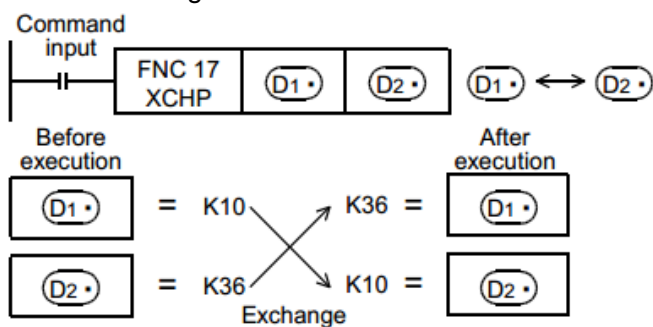 Command
input
FNC 17
XCHP
D1· D2· D1· ↔ D2·
Before
execution
After
execution
D1· = K10 K36 = D1·
D2· = K36 K10 = D2·
Exchange